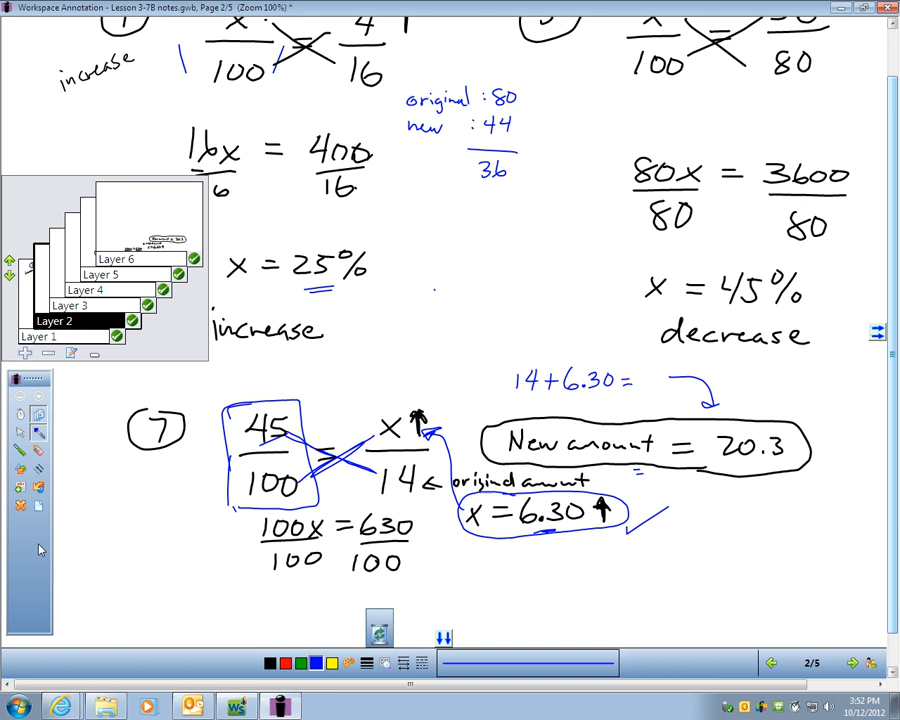 Workspace Annotation - Lesson 3-7B notes.gwb, Page 2/5 (Zoom 100%) *
x/100 = 4/16
increase
original : 80
new : 44
36
/100 = /80
16x = 400
16
80x = 3600
80 80
x = 25%
increase
x = 45%
decrease
Layer 6
Layer 5
Layer 4
Layer 3
Layer 2
Layer 1
14+6.30=
7
45/100 = x/14 ← original amount
New amount = 20.3
x = 6.30
100x = 630
100 100
2/5
3:52 PM
10/12/2012